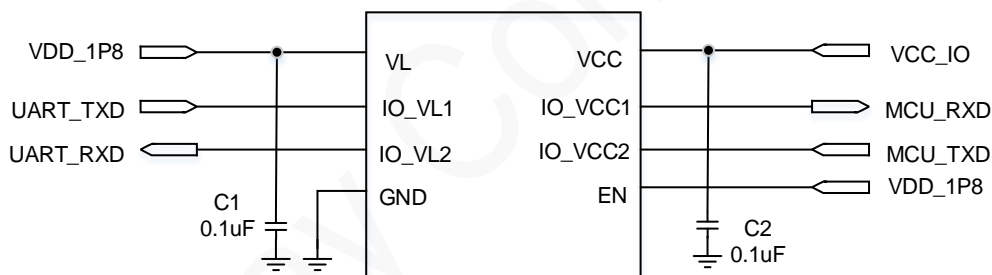 VDD_1P8
VL
VCC
VCC_IO
UART_TXD
IO_VL1
IO_VCC1
MCU_RXD
UART_RXD
IO_VL2
IO_VCC2
MCU_TXD
GND
EN
VDD_1P8
C1
0.1uF
C2
0.1uF